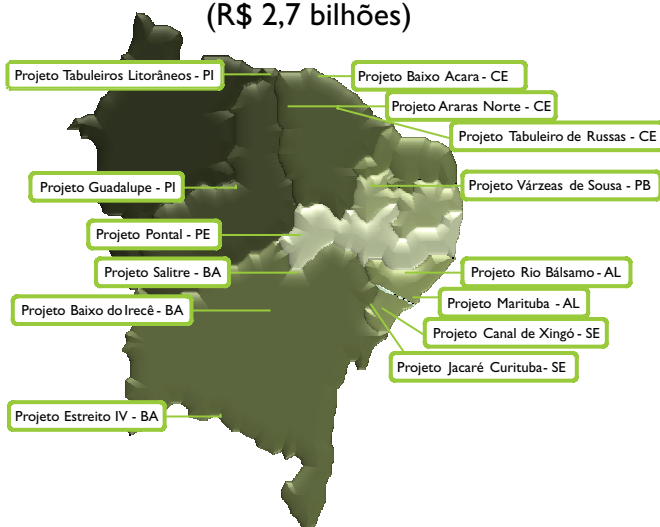 (R$ 2,7 bilhões)
Projeto Tabuleiros Litorâneos - PI
Projeto Baixo Acara - CE
Projeto Araras Norte - CE
Projeto Tabuleiro de Russas - CE
Projeto Guadalupe - PI
Projeto Várzeas de Sousa - PB
Projeto Pontal - PE
Projeto Salitre - BA
Projeto Rio Bálsamo - AL
Projeto Marituba - AL
Projeto Baixo do Irecê - BA
Projeto Canal de Xingó - SE
Projeto Jacaré Curituba- SE
Projeto Estreito IV - BA